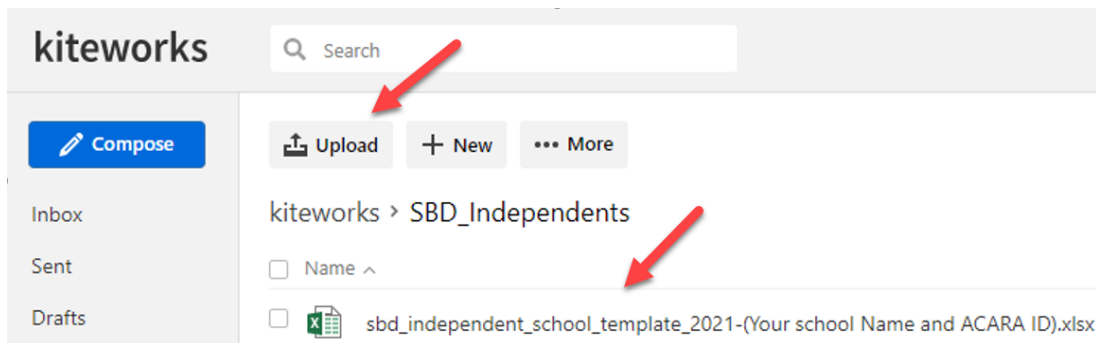 kiteworks
Search
Compose
Upload
New
More
Inbox
kiteworks > SBD_Independents
Sent
Name
Drafts
sbd_independent_school_template_2021-(Your school Name and ACARA ID).xlsx